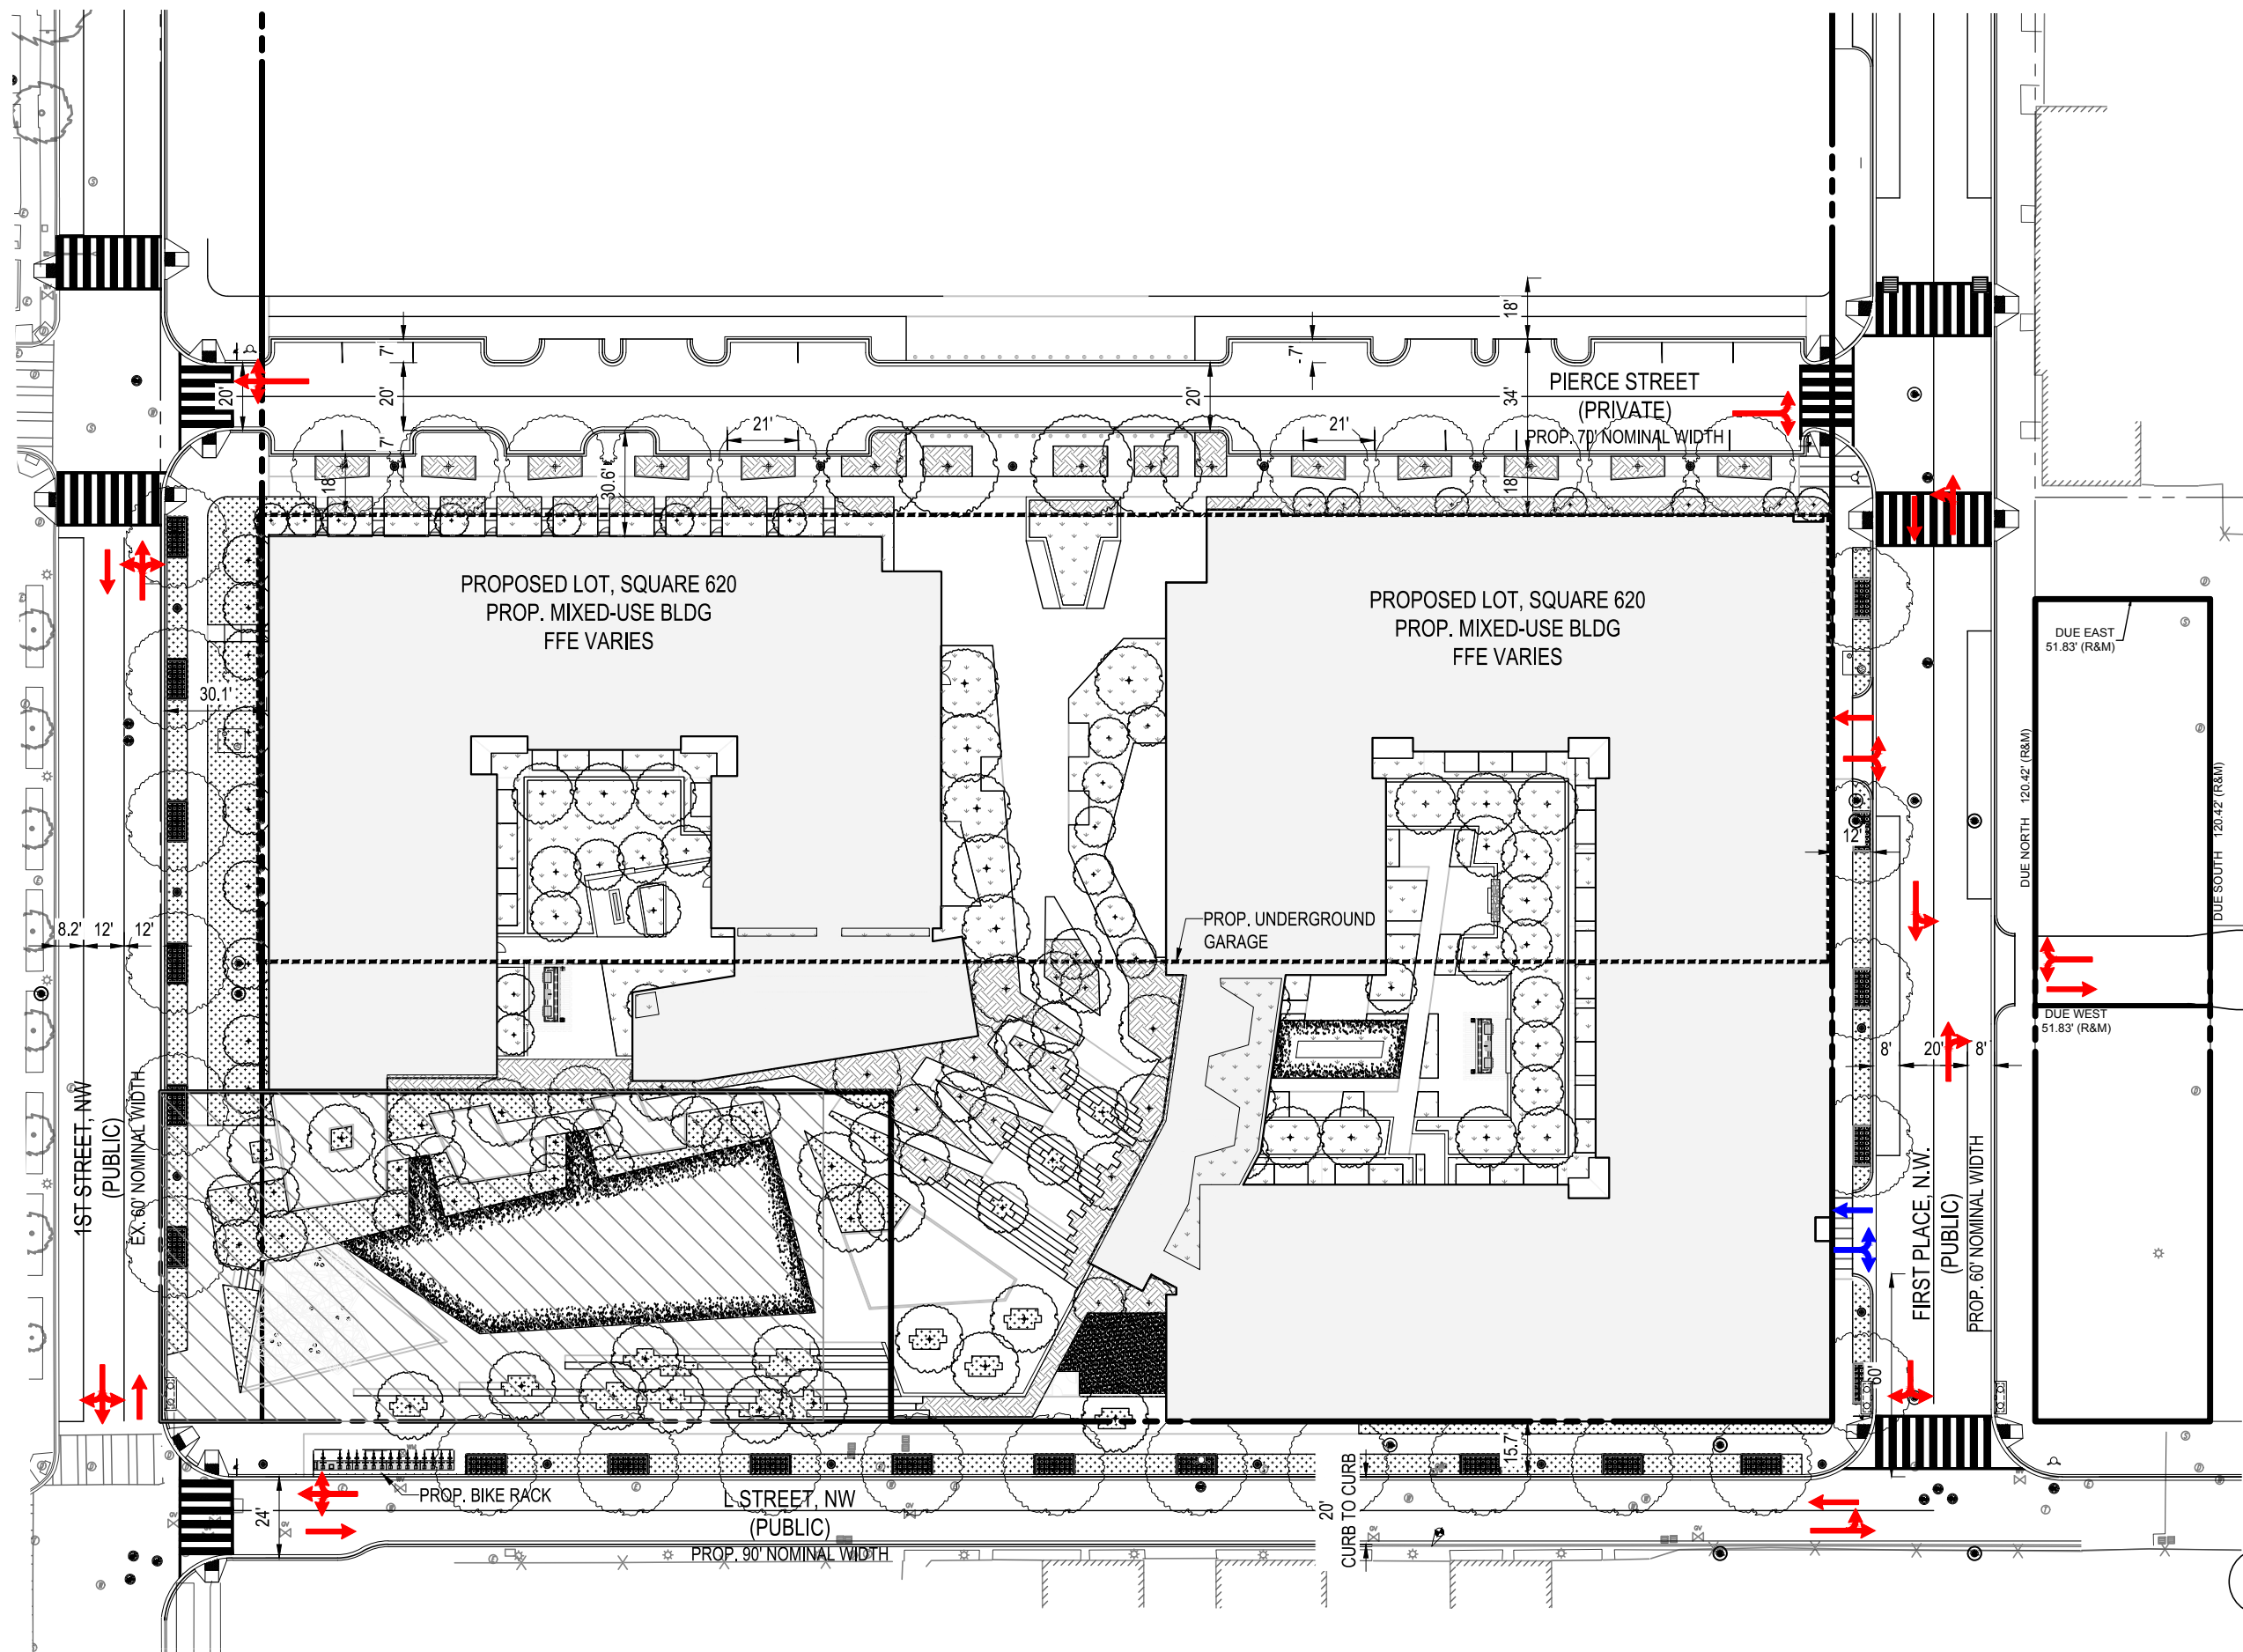 18'
7'
7'
20'
20'
20'
34'
PIERCE STREET
(PRIVATE)
PROP. 70' NOMINAL WIDTH
21'
21'
7'
18'
30.6'
18'
PROPOSED LOT, SQUARE 620
PROP. MIXED-USE BLDG
FFE VARIES
PROPOSED LOT, SQUARE 620
PROP. MIXED-USE BLDG
FFE VARIES
DUE EAST
51.83' (R&M)
30.1'
DUE NORTH 120.42' (R&M)
DUE SOUTH 120.42' (R&M)
12'
8.2'
12'
12'
PROP. UNDERGROUND
GARAGE
DUE WEST
51.83' (R&M)
8'
20'
8'
1ST STREET, NW
(PUBLIC)
EX. 60' NOMINAL WIDTH
FIRST PLACE, N.W.
(PUBLIC)
PROP. 60' NOMINAL WIDTH
60'
15.7'
PROP. BIKE RACK
24'
L STREET, NW
(PUBLIC)
PROP. 90' NOMINAL WIDTH
20'
CURB TO CURB